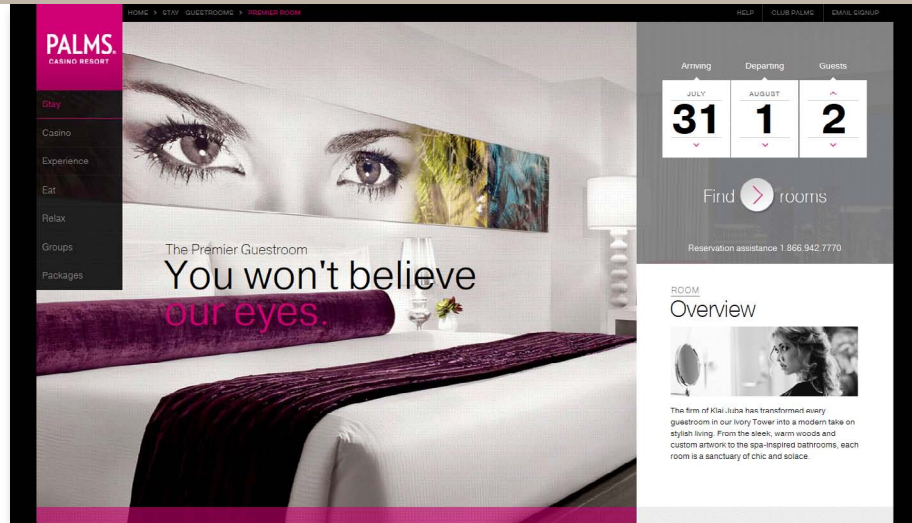 HOME > STAY GUESTROOMS > PREMIER ROOM
HELP
CLUB PALMS
EMAIL SIGNUP
PALMS.
CASINO RESORT
Stay
Casino
Experience
Eat
Relax
Groups
Packages
The Premier Guestroom
You won't believe
our eyes.
Arriving
Departing
Guests
JULY
AUGUST
31
1
2
Find > rooms
Reservation assistance 1.866.942.7770
ROOM
Overview
The firm of Klai Juba has transformed every
guestroom in our Ivory Tower into a modern take on
stylish living. From the sleek, warm woods and
custom artwork to the spa-inspired bathrooms, each
room is a sanctuary of chic and solace.